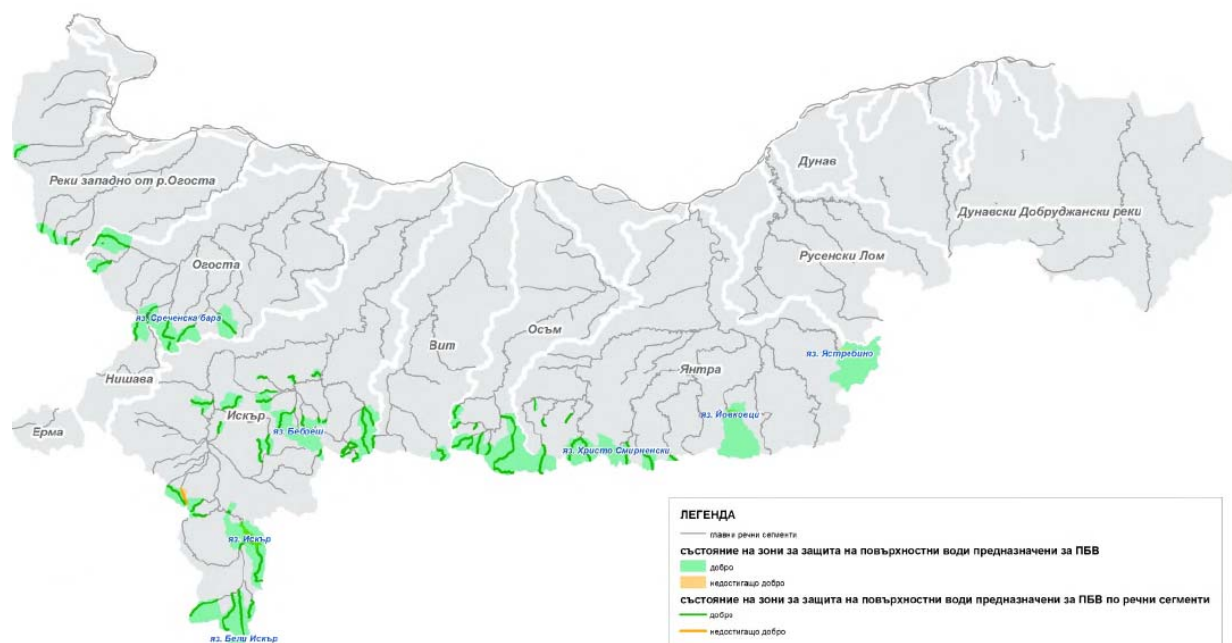 Дунав
Реки западно от р.Огоста
Дунавски Добруджански реки
Русенски Лом
Огоста
яз. Среченска бара
Осъм
Вит
яз. Ястребино
Янтра
Нишава
Искър
яз. Йовковци
яз. Бебреш
Ерма
яз. Христо Смирненски
яз. Искър
яз. Бели Искър
ЛЕГЕНДА
главни речни сегменти
състояние на зони за защита на повърхностни води предназначени за ПБВ
добро
недостигащо добро
състояние на зони за защита на повърхностни води предназначени за ПБВ по речни сегменти
добро
недостигащо добро